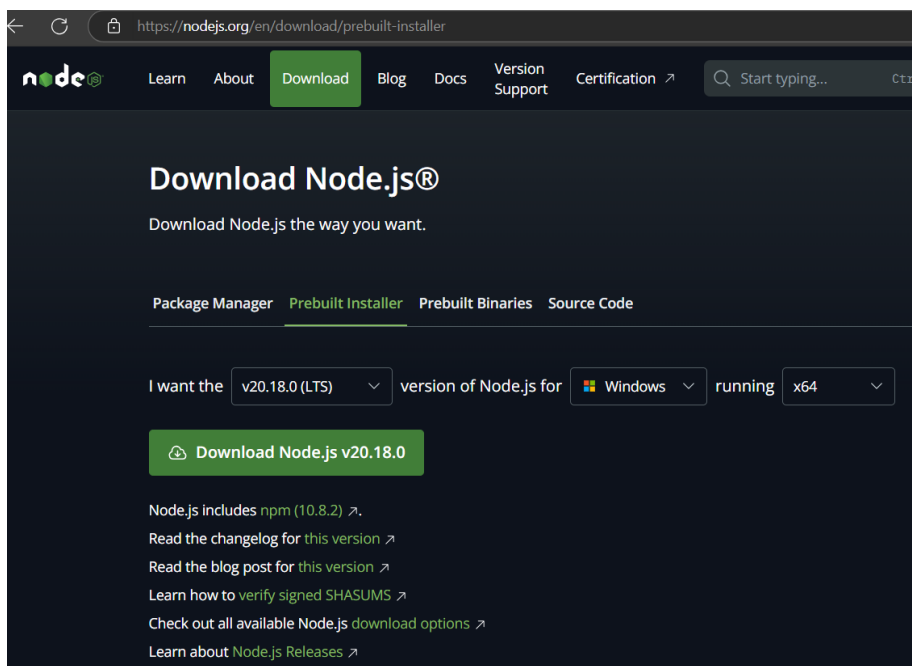 https://nodejs.org/en/download/prebuilt-installer
node JS
Learn About Download Blog Docs Version Support Certification ↗ Start typing...
Download Node.js®
Download Node.js the way you want.
Package Manager Prebuilt Installer Prebuilt Binaries Source Code
I want the v20.18.0 (LTS) version of Node.js for Windows running x64
Download Node.js v20.18.0
Node.js includes npm (10.8.2) ↗.
Read the changelog for this version ↗
Read the blog post for this version ↗
Learn how to verify signed SHASUMS ↗
Check out all available Node.js download options ↗
Learn about Node.js Releases ↗